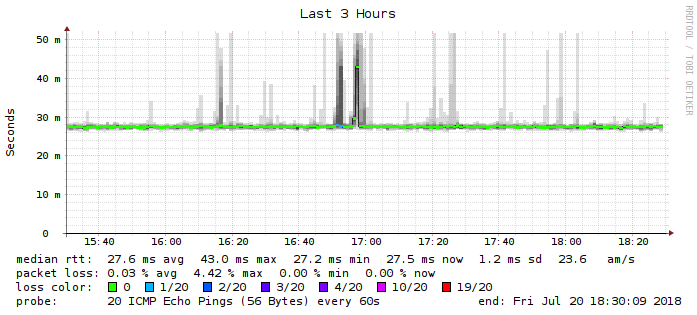 Last 3 Hours
RRDTOOL / TOBI OETIKER
Seconds
50 m
40 m
30 m
20 m
10 m
0
15:40 16:00 16:20 16:40 17:00 17:20 17:40 18:00 18:20
median rtt: 27.6 ms avg 43.0 ms max 27.2 ms min 27.5 ms now 1.2 ms sd 23.6 am/s
packet loss: 0.03 % avg 4.42 % max 0.00 % min 0.00 % now
loss color: 0 1/20 2/20 3/20 4/20 10/20 19/20
probe: 20 ICMP Echo Pings (56 Bytes) every 60s end: Fri Jul 20 18:30:09 2018